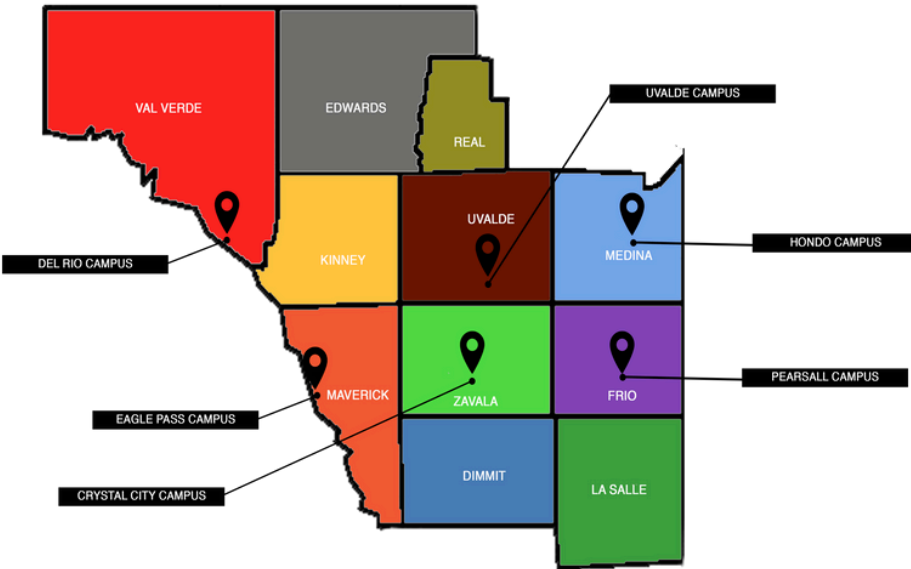 UVALDE CAMPUS
VAL VERDE
EDWARDS
REAL
UVALDE
HONDO CAMPUS
MEDINA
KINNEY
DEL RIO CAMPUS
PEARSALL CAMPUS
MAVERICK
ZAVALA
FRIO
EAGLE PASS CAMPUS
DIMMIT
LA SALLE
CRYSTAL CITY CAMPUS